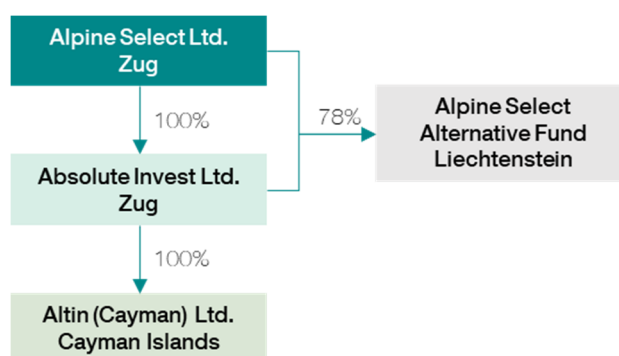 Alpine Select Ltd.
Zug
100%
78%
Alpine Select
Alternative Fund
Liechtenstein
Absolute Invest Ltd.
Zug
100%
Altin (Cayman) Ltd.
Cayman Islands